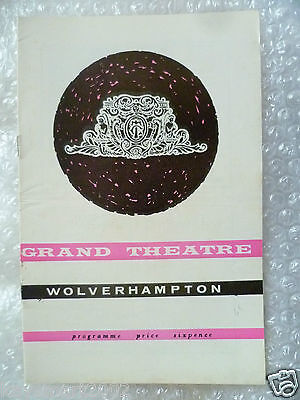 GRAND THEATRE
WOLVERHAMPTON
programme price sixpence